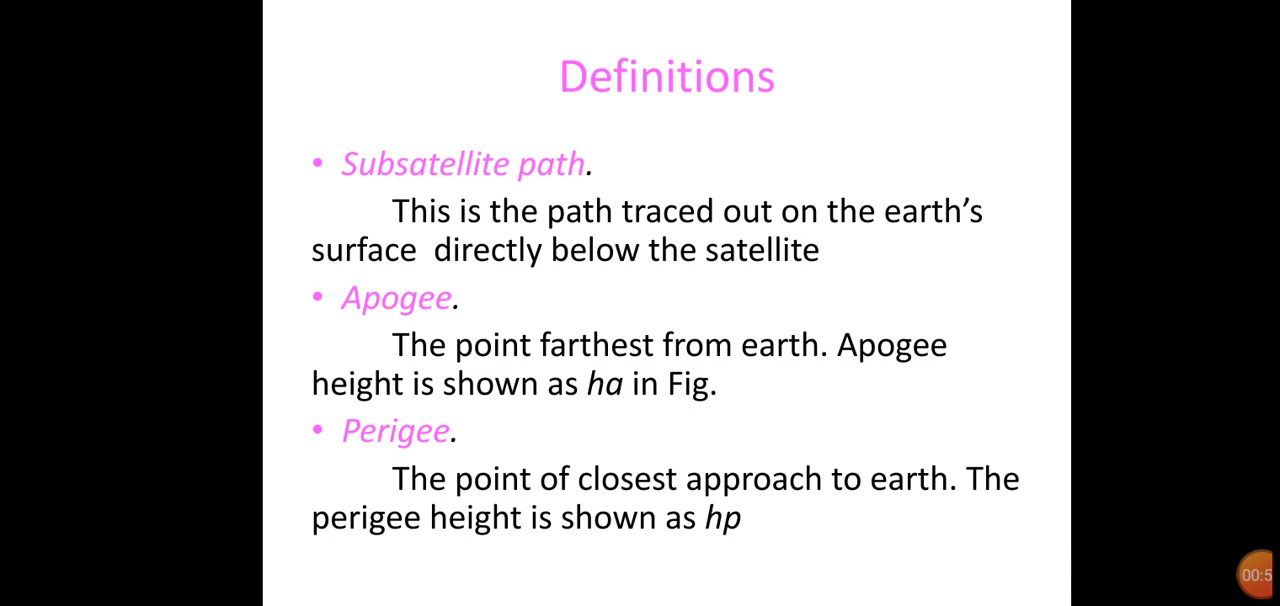 Definitions
• Subsatellite path.
This is the path traced out on the earth’s
surface  directly below the satellite
• Apogee.
The point farthest from earth. Apogee
height is shown as ha in Fig.
• Perigee.
The point of closest approach to earth. The
perigee height is shown as hp
00:5